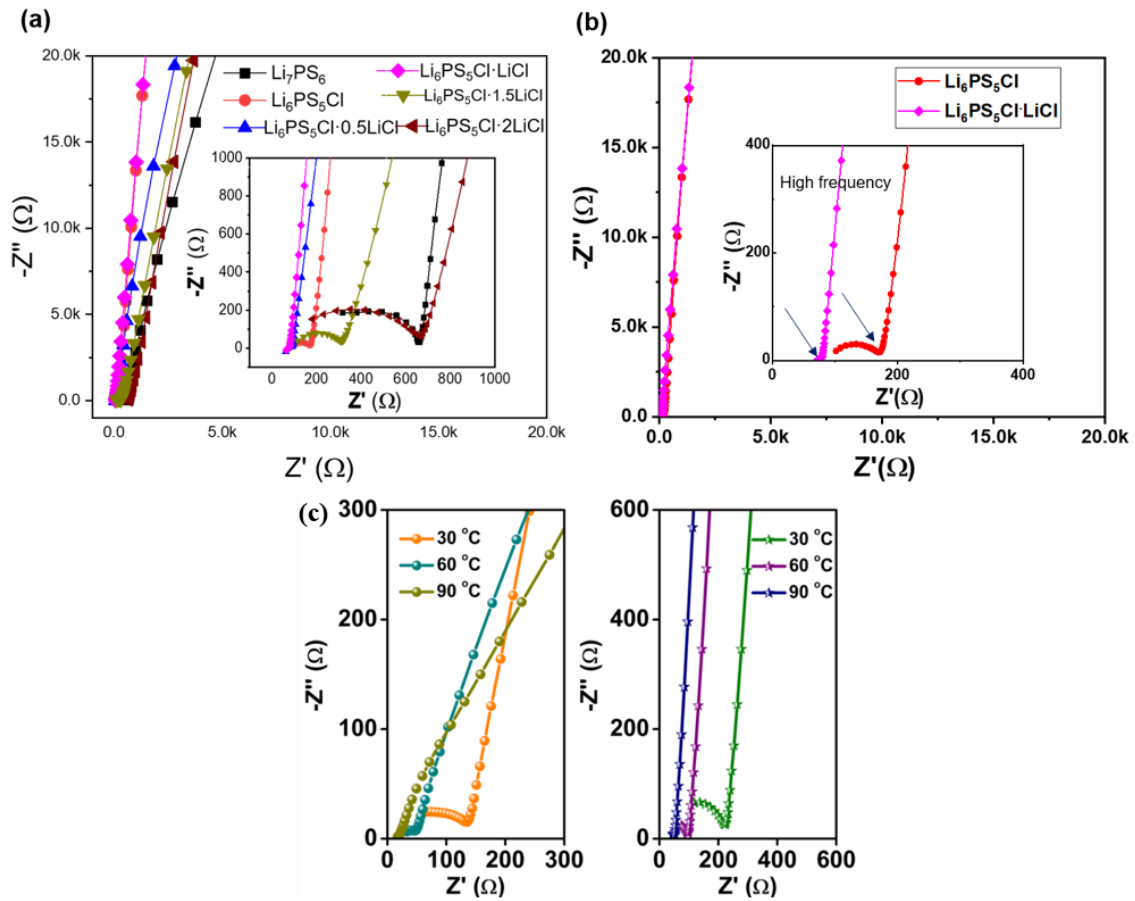 (a)
20.0k
15.0k
10.0k
5.0k
0.0
-Z'' (Ω)
Li₇PS₆
Li₆PS₅Cl
Li₆PS₅Cl·0.5LiCl
Li₆PS₅Cl·LiCl
Li₆PS₅Cl·1.5LiCl
Li₆PS₅Cl·2LiCl
1000
800
600
400
200
0
-Z'' (Ω)
0 200 400 600 800 1000
Z' (Ω)
0.0 5.0k 10.0k 15.0k 20.0k
Z' (Ω)
(b)
20.0k
15.0k
10.0k
5.0k
0.0
-Z'' (Ω)
Li₆PS₅Cl
Li₆PS₅Cl·LiCl
400
200
0
-Z'' (Ω)
High frequency
0 200 400
Z'(Ω)
0.0 5.0k 10.0k 15.0k 20.0k
Z'(Ω)
(c)
300
200
100
0
-Z'' (Ω)
30 °C
60 °C
90 °C
0 100 200 300
Z' (Ω)
600
400
200
0
-Z'' (Ω)
30 °C
60 °C
90 °C
0 200 400 600
Z' (Ω)